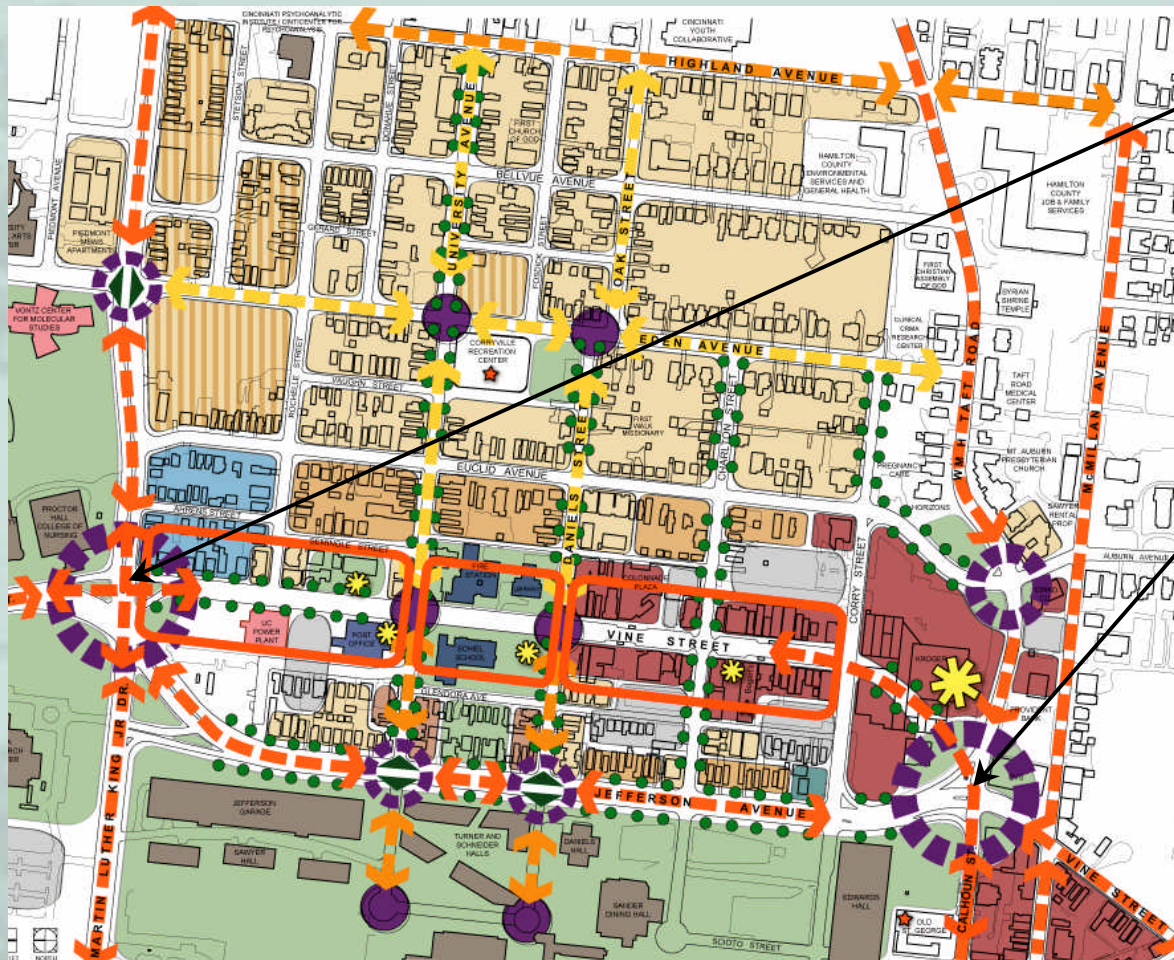 CINCINNATI PSYCHOANALYTIC
INSTITUTE / CINTICENTER FOR
PSYCHOANALYSIS
CINCINNATI
YOUTH
COLLABORATIVE
HIGHLAND AVENUE
STETSON STREET
DONAHUE STREET
UNIVERSITY AVENUE
FIRST
CHURCH
OF GOD
OAK STREET
HAMILTON
COUNTY
ENVIRONMENTAL
SERVICES AND
GENERAL HEALTH
HAMILTON
COUNTY
JOB & FAMILY
SERVICES
PIEDMONT AVENUE
BELLVUE AVENUE
PIEDMONT
MEWS
APARTMENTS
GERARD STREET
FOSDICK STREET
FIRST
CHRISTIAN
ASSEMBLY
OF GOD
SYRIAN
SHRINE
TEMPLE
VONTZ CENTER
FOR MOLECULAR
STUDIES
CORRYVILLE
RECREATION
CENTER
EDEN AVENUE
CLINICAL
RESEARCH
CENTER
WM H TAFT ROAD
McMILAN AVENUE
TAFT
ROAD
MEDICAL
CENTER
ROCHELLE STREET
VAUGHN STREET
CHARLTON STREET
FIRST
WALK
MISSIONARY
EUCLID AVENUE
DANIELS STREET
PREGNANCY
CARE
MT. AUBURN
PRESBYTERIAN
CHURCH
HORIZONS
SAWYER
RENTAL
PROP.
PROCTOR
HALL
COLLEGE OF
NURSING
AHRENS STREET
SEMINOLE STREET
FIRE
STATION
LIBRARY
COLONNADE
PLAZA
CORRY STREET
AUBURN AVENUE
UC
POWER
PLANT
POST
OFFICE
SCHIEL
SCHOOL
VINE STREET
KROGER
Bogarts
GLENDORA AVE
PROVIDENT
BANK
MARTIN LUTHER KING JR DR.
JEFFERSON AVENUE
JEFFERSON
GARAGE
SAWYER
HALL
TURNER AND
SCHNEIDER
HALLS
DANIELS
HALL
SANDER
DINING HALL
EDWARDS
HALL
OLD
ST. GEORGE
CALHOUN ST
VINE STREET
SCIOTO STREET
NORTH